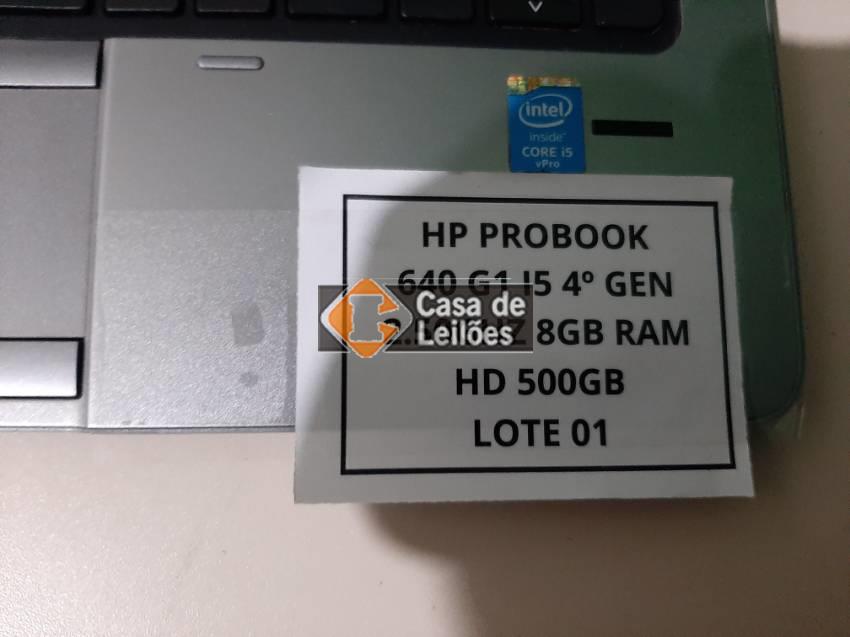 intel
inside
CORE i5
vPro
HP PROBOOK
640 G1 I5 4º GEN
8GB RAM
HD 500GB
LOTE 01
Casa de
Leilões